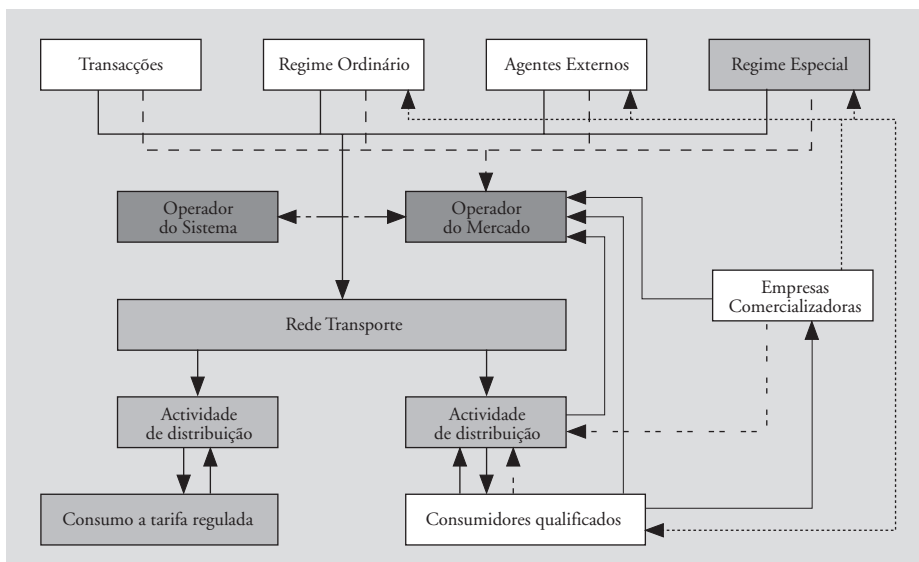 Transacções
Regime Ordinário
Agentes Externos
Regime Especial
Operador
do Sistema
Operador
do Mercado
Empresas
Comercializadoras
Rede Transporte
Actividade
de distribuição
Actividade
de distribuição
Consumo a tarifa regulada
Consumidores qualificados